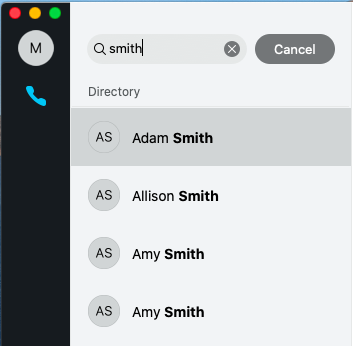 M
smith
Cancel
Directory
AS Adam Smith
AS Allison Smith
AS Amy Smith
AS Amy Smith